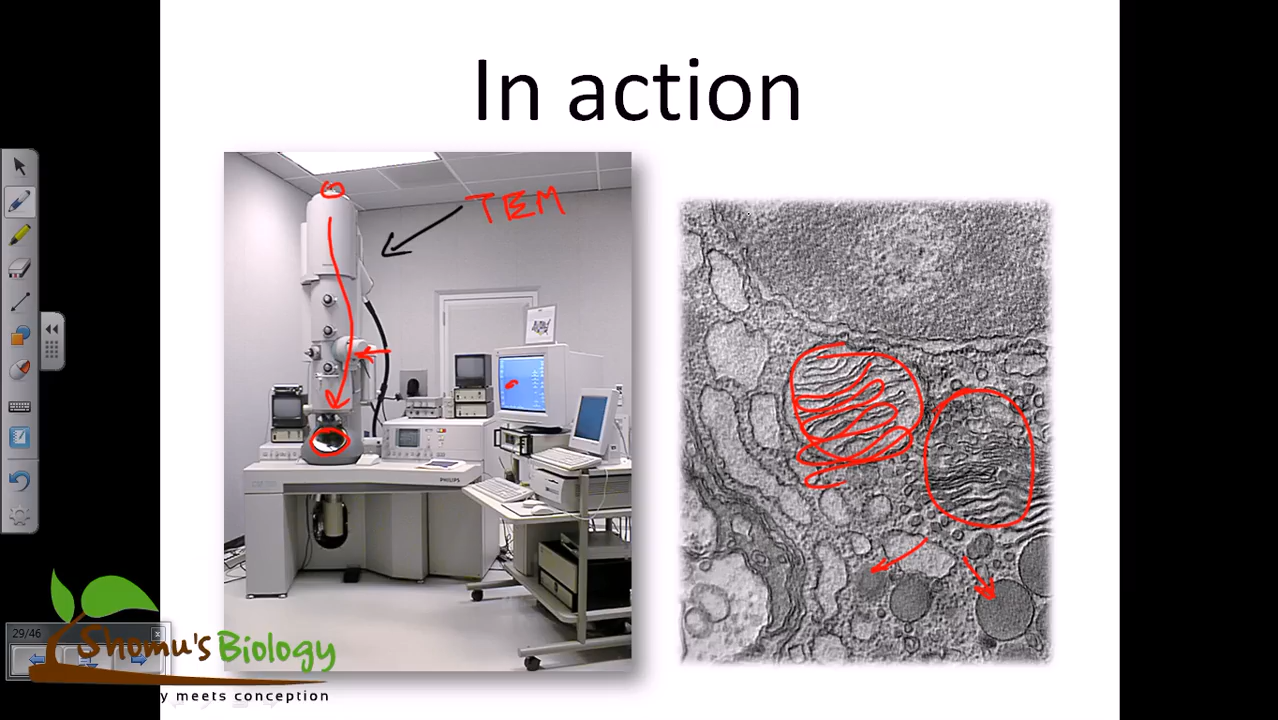 In action
TEM
PHILIPS
29/46
Shomu's Biology
y meets conception